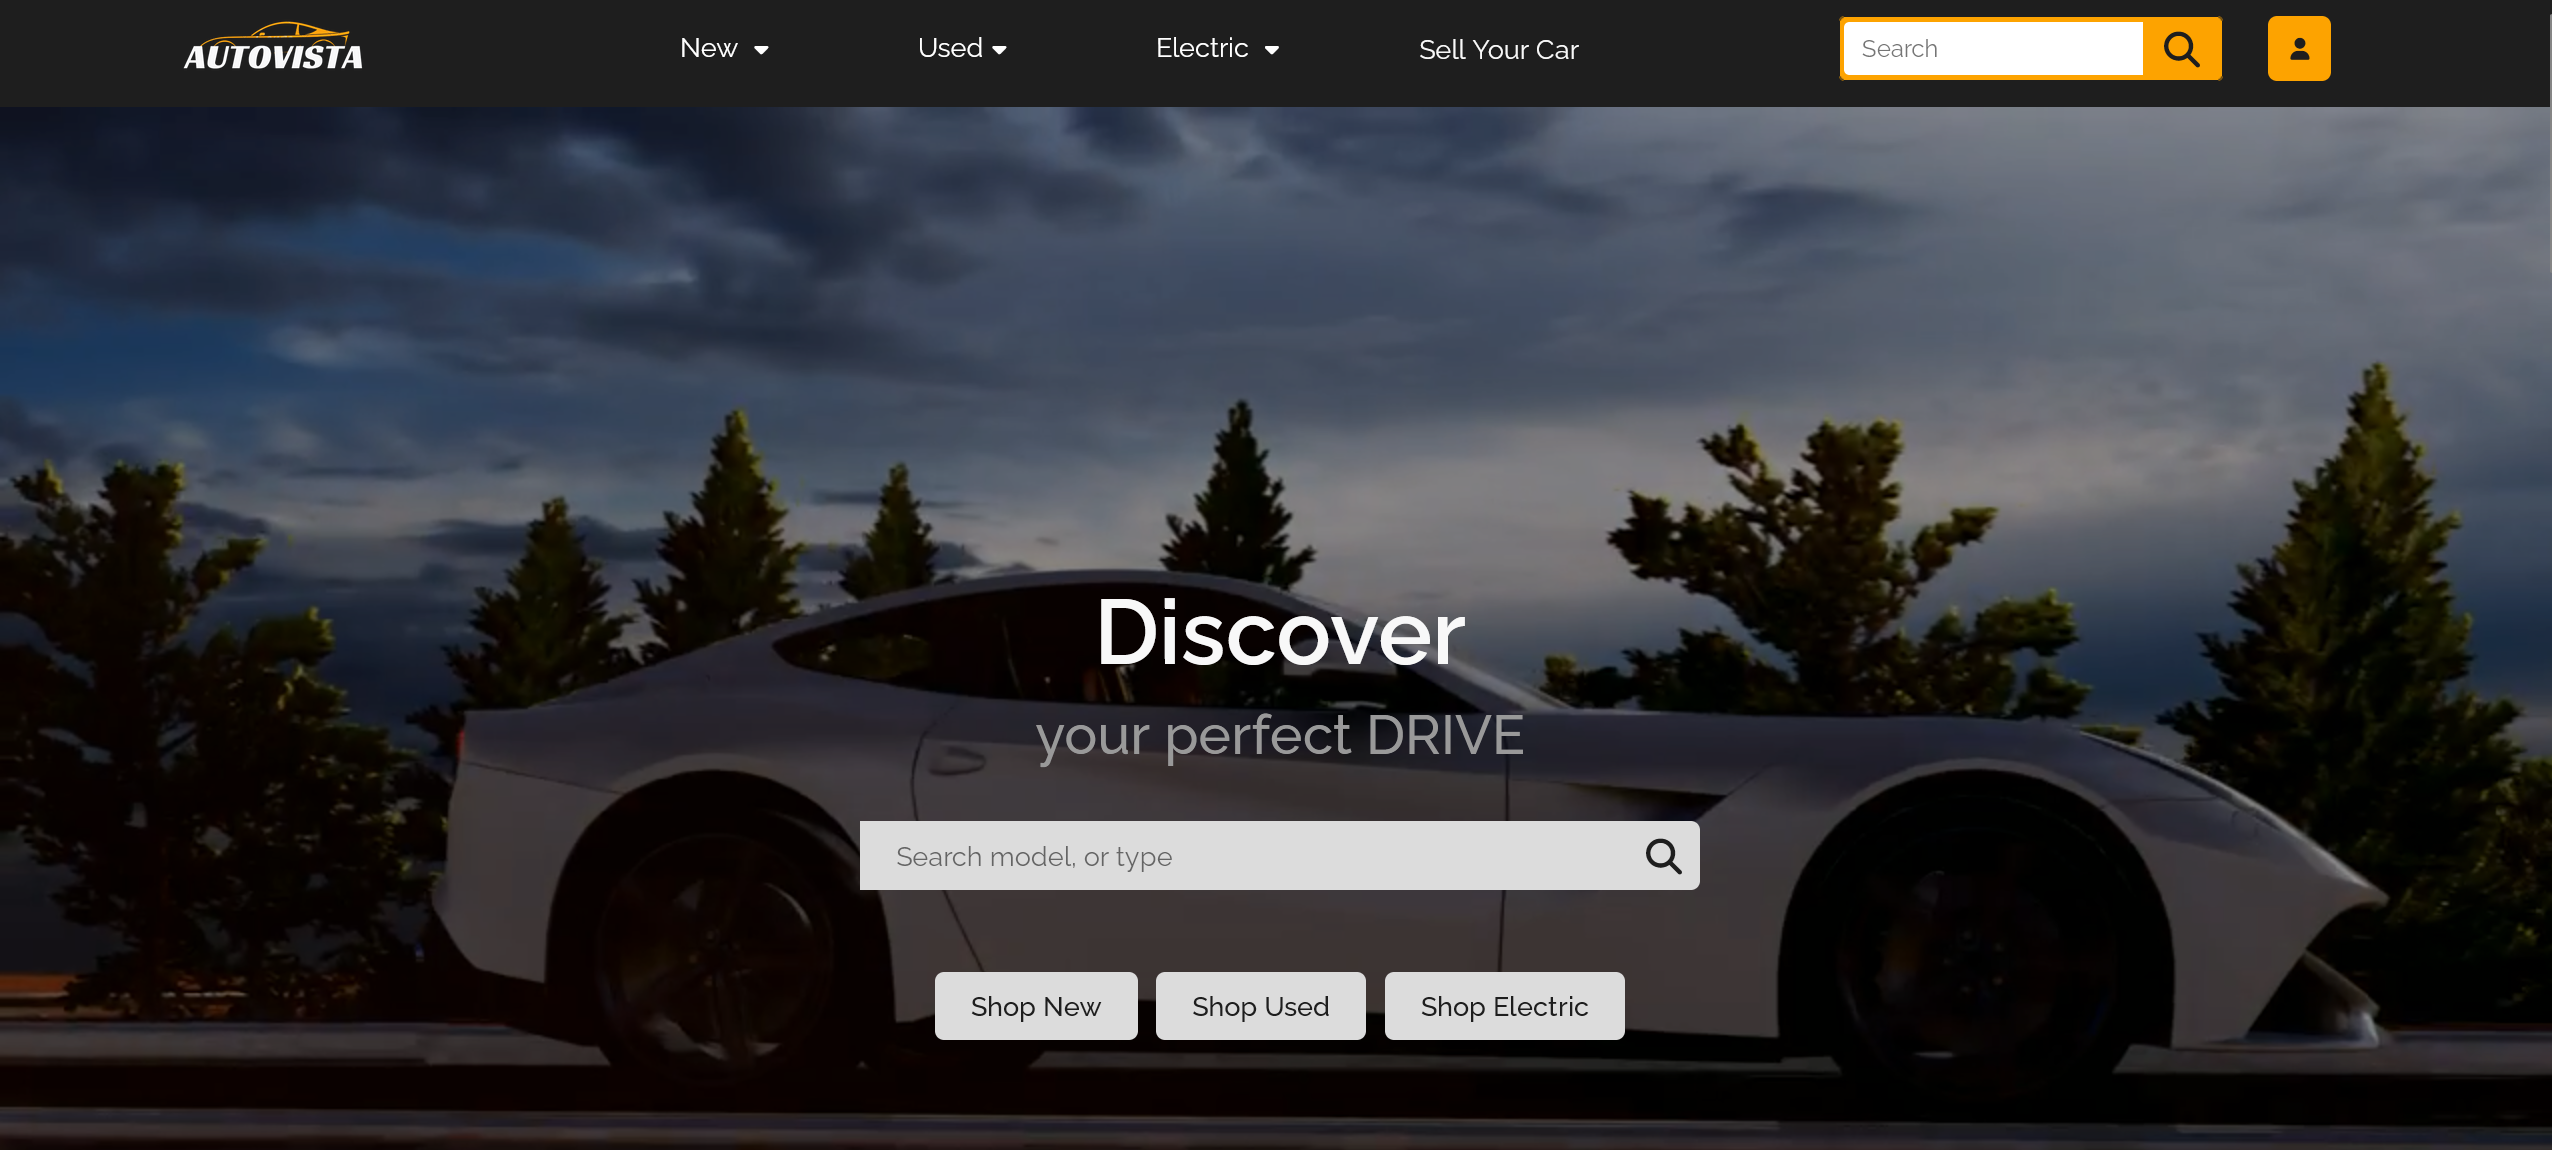 AUTOVISTA
New
Used
Electric
Sell Your Car
Search
Discover
your perfect DRIVE
Search model, or type
Shop New
Shop Used
Shop Electric